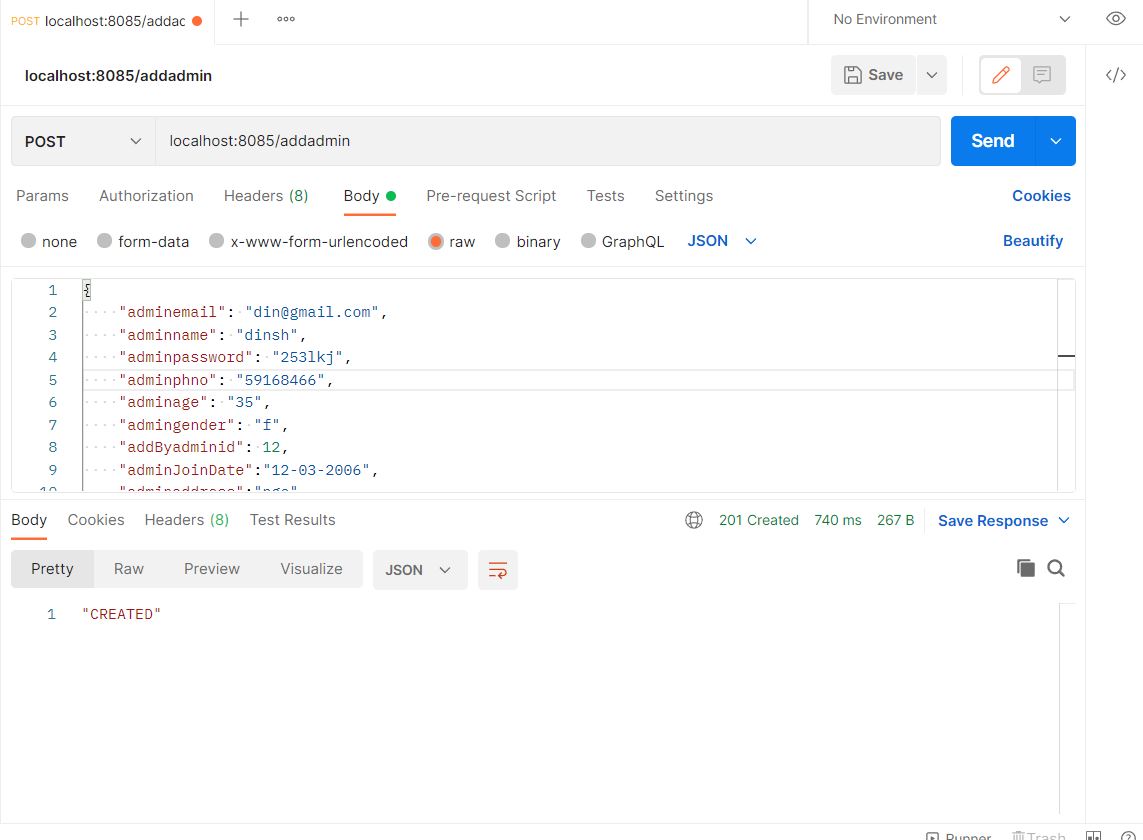 POST localhost:8085/addac
No Environment
localhost:8085/addadmin
Save
POST
localhost:8085/addadmin
Send
Params Authorization Headers (8) Body Pre-request Script Tests Settings Cookies
none form-data x-www-form-urlencoded raw binary GraphQL JSON Beautify
1 {
2 "adminemail": "din@gmail.com",
3 "adminname": "dinsh",
4 "adminpassword": "253lkj",
5 "adminphno": "59168466",
6 "adminage": "35",
7 "admingender": "f",
8 "addByadminid": 12,
9 "adminJoinDate":"12-03-2006",
10
Body Cookies Headers (8) Test Results 201 Created 740 ms 267 B Save Response
Pretty Raw Preview Visualize JSON
1 "CREATED"
Runner Trash